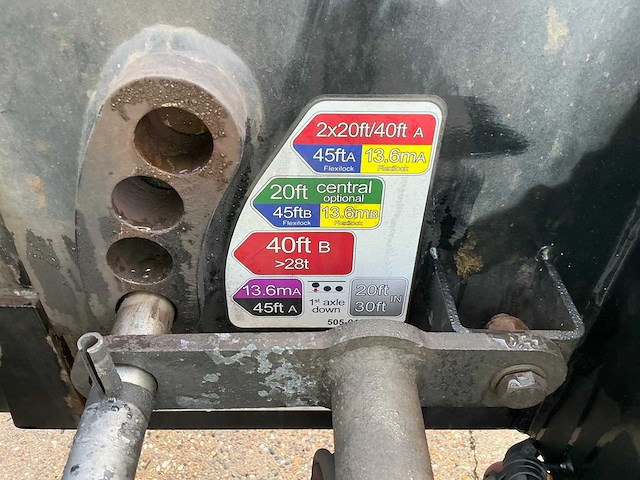 2x20ft/40ft A
45ftA 13.6mA
Flexilock Flexilock
20ft central
optional
45ftB 13.6mB
Flexilock Flexilock
40ft B
>28t
13.6mA 20ft
45ft A 1st axle 30ft IN
down